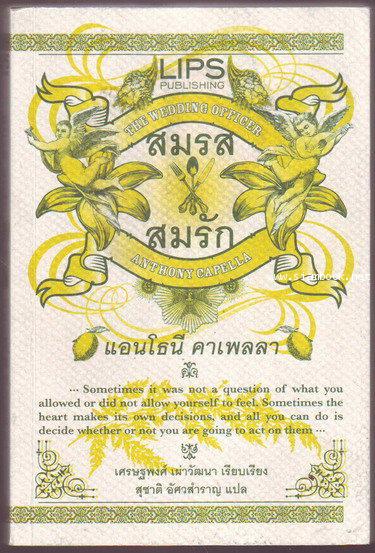 LIPS
PUBLISHING
THE WEDDING OFFICER
สมรส
สมรัก
ANTHONY CAPELLA
แอนโธนี คาเพลลา
··· Sometimes it was not a question of what you
allowed or did not allow yourself to feel. Sometimes the
heart makes its own decisions, and all you can do is
decide whether or not you are going to act on them ···
เศรษฐพงศ์ เผ่าวัฒนา เรียบเรียง
สุชาติ อัศวสำราญ แปล